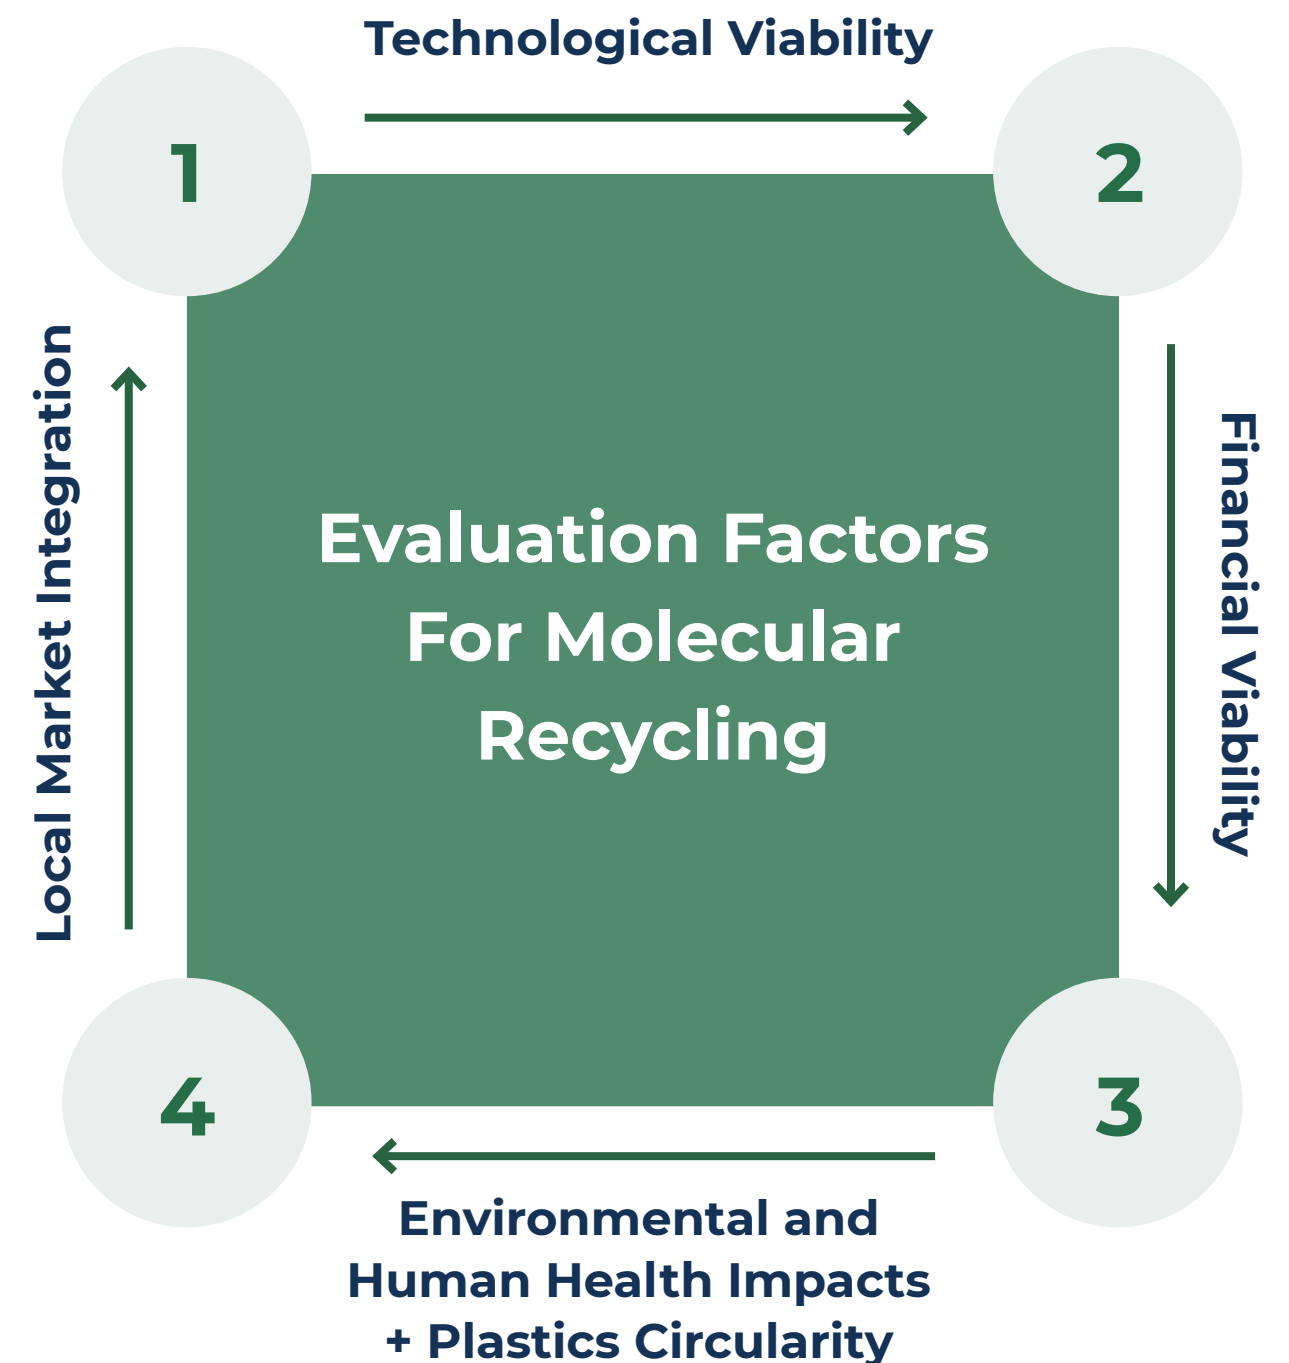 Technological Viability
1
2
Local Market Integration
Evaluation Factors
For Molecular
Recycling
Financial Viability
4
3
Environmental and
Human Health Impacts
+ Plastics Circularity